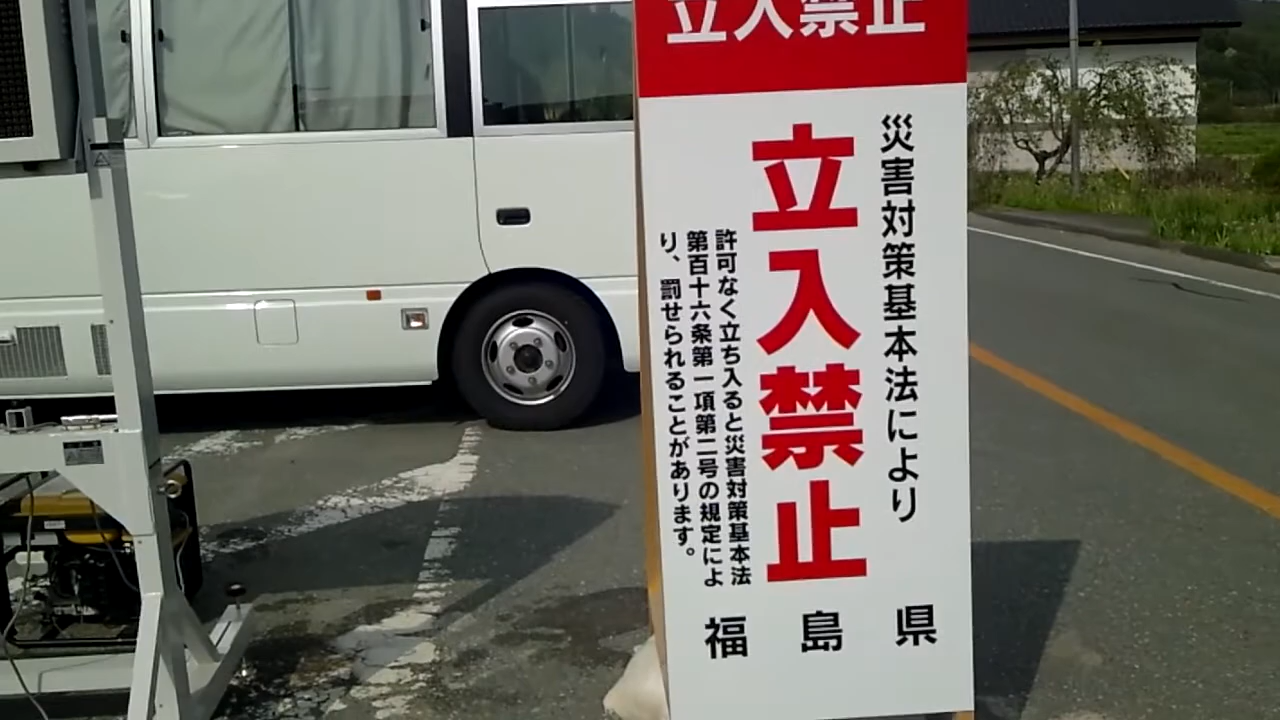 立入禁止
災害対策基本法により
立入禁止
許可なく立ち入ると災害対策基本法
第百十六条第一項第二号の規定によ
り、罰せられることがあります。
福島県